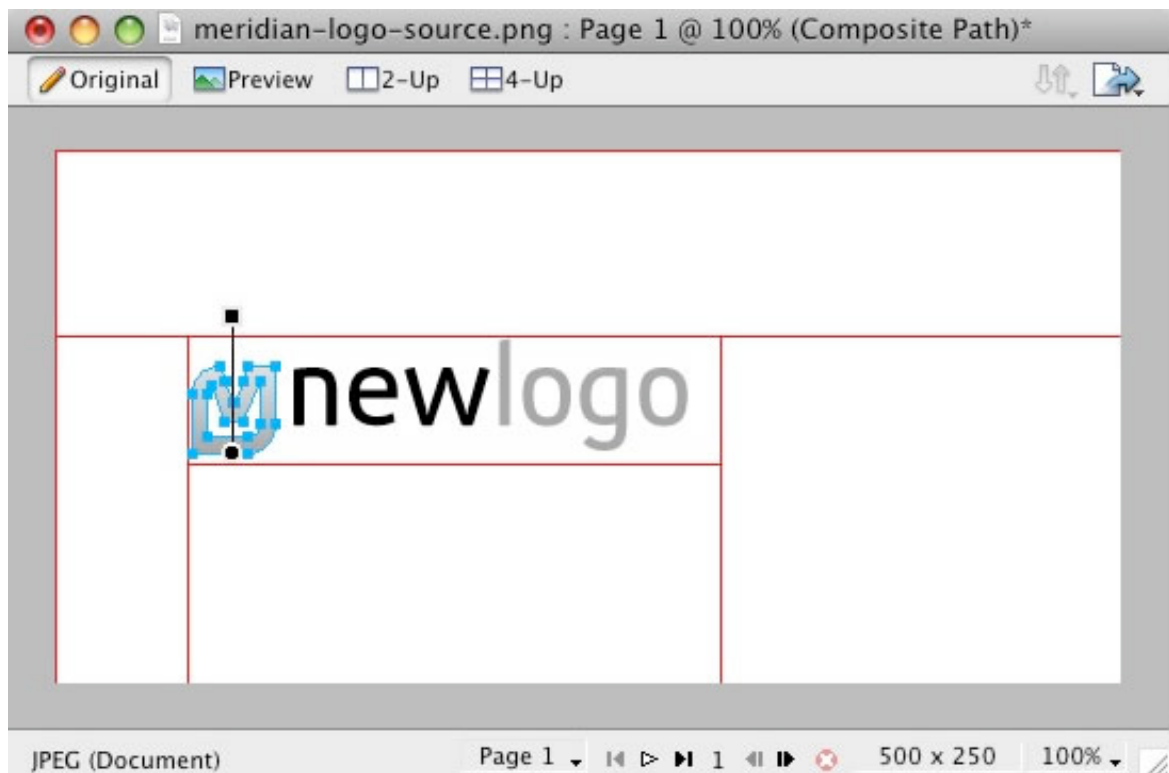 meridian-logo-source.png : Page 1 @ 100% (Composite Path)*
Original Preview 2-Up 4-Up
newlogo
JPEG (Document) Page 1 1 500 x 250 100%